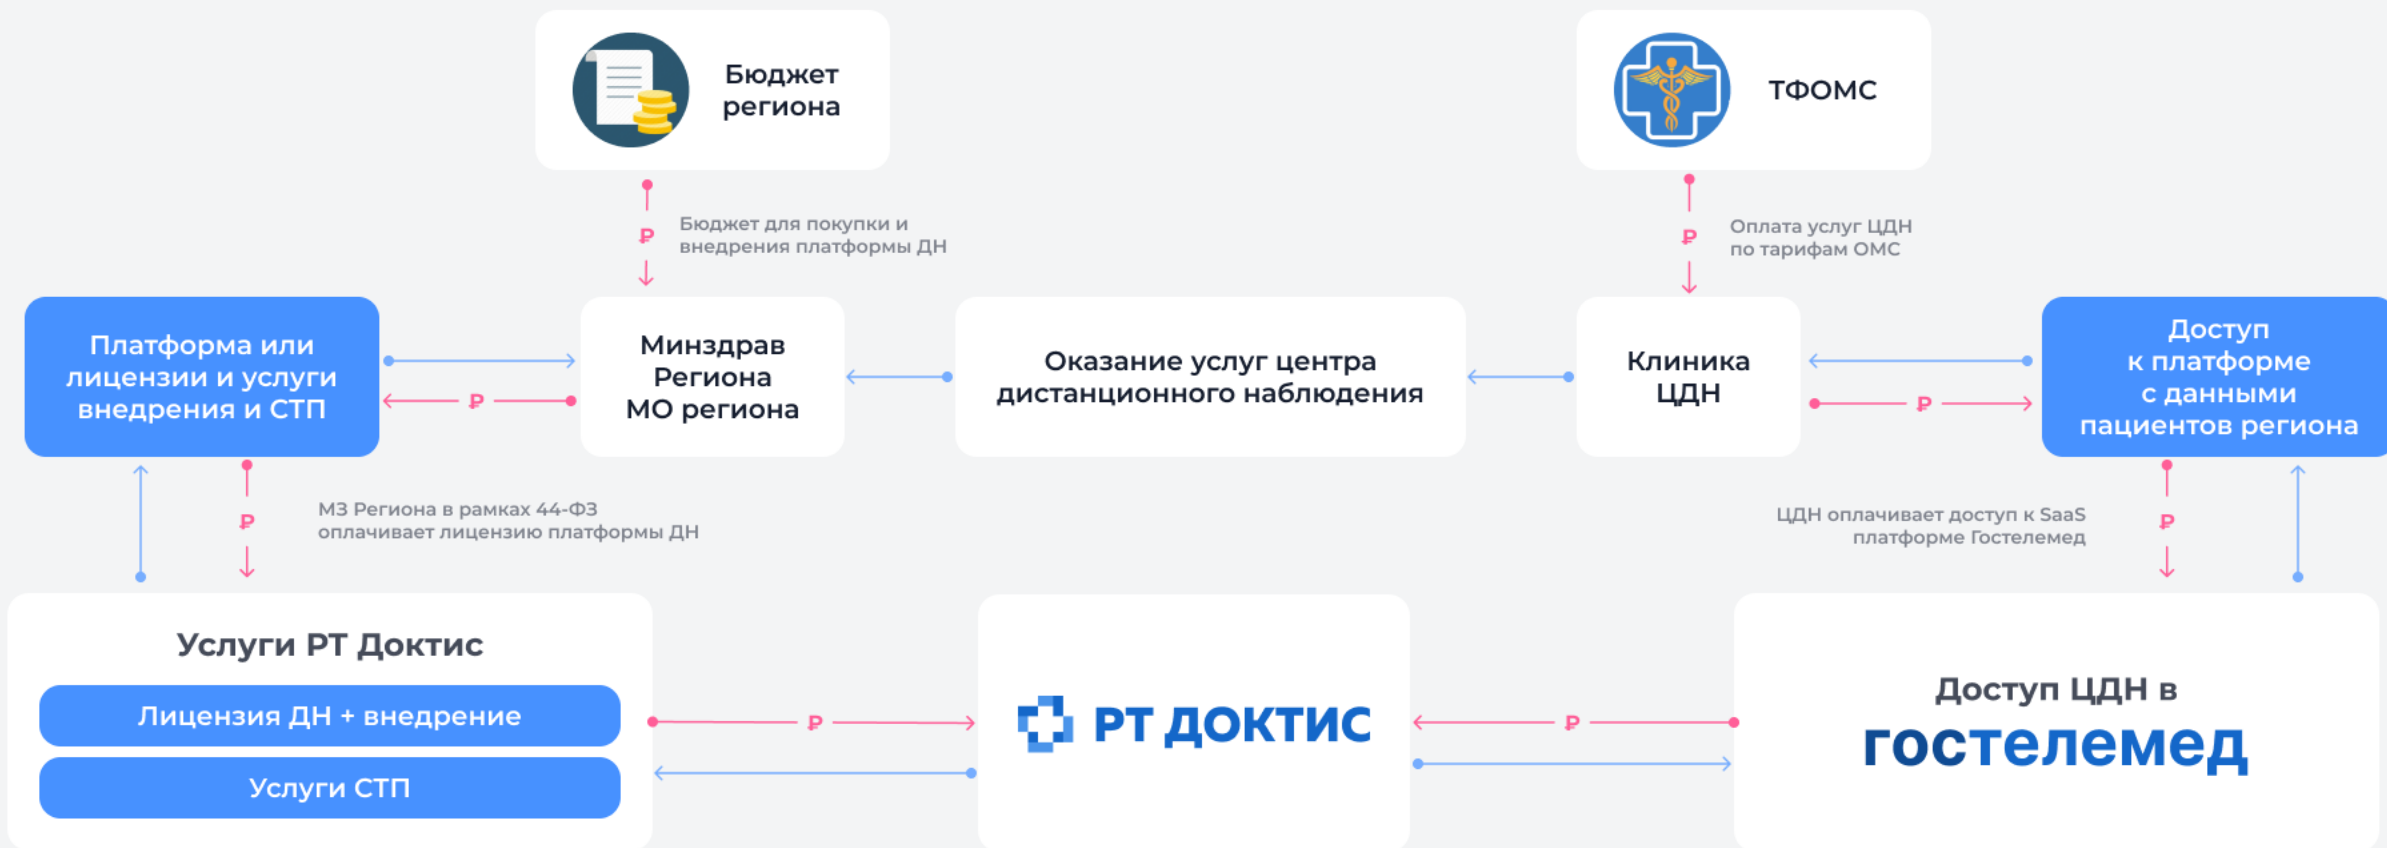 Бюджет
региона
ТФОМС
₽
Бюджет для покупки и
внедрения платформы ДН
₽
Оплата услуг ЦДН
по тарифам ОМС
Платформа или
лицензии и услуги
внедрения и СТП
₽
Минздрав
Региона
МО региона
Оказание услуг центра
дистанционного наблюдения
Клиника
ЦДН
₽
Доступ
к платформе
с данными
пациентов региона
₽
МЗ Региона в рамках 44-ФЗ
оплачивает лицензию платформы ДН
ЦДН оплачивает доступ к SaaS
платформе Гостелемед
₽
Услуги РТ Доктис
Лицензия ДН + внедрение
Услуги СТП
₽
РТ ДОКТИС
₽
Доступ ЦДН в
гостелемед